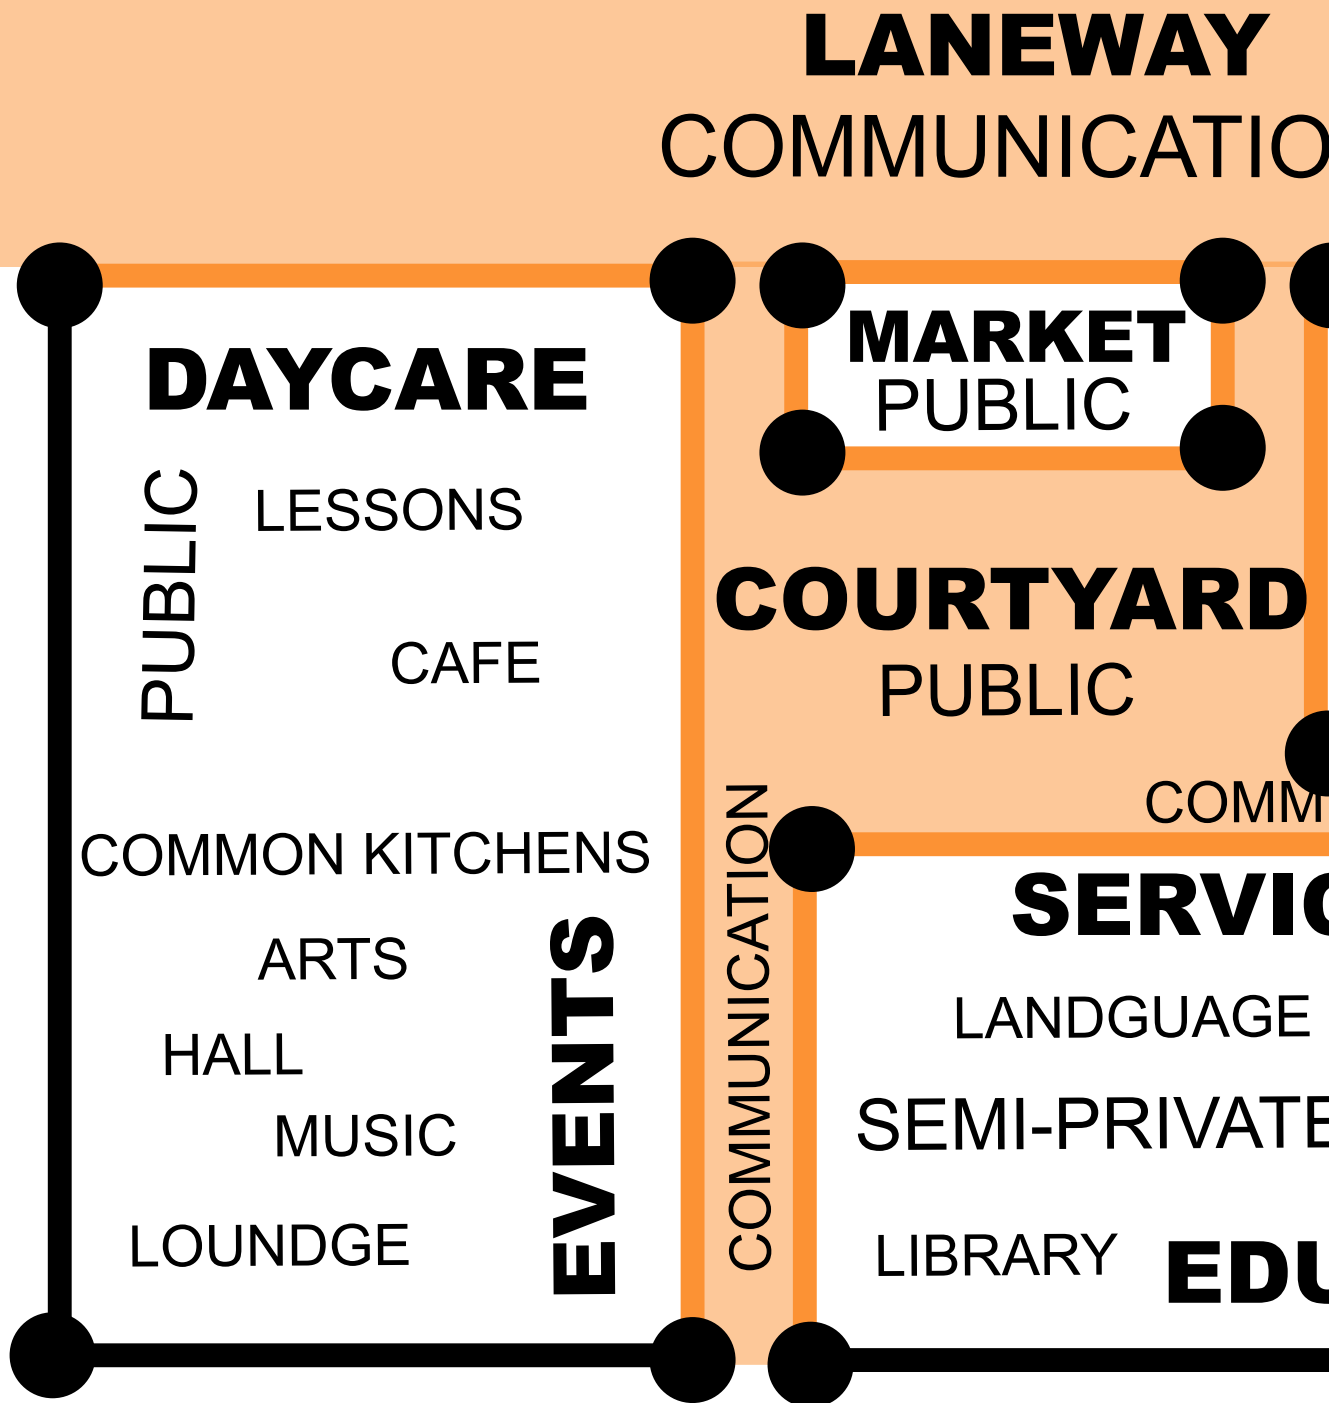 LANEWAY
COMMUNICATIO
DAYCARE
PUBLIC
LESSONS
CAFE
COMMON KITCHENS
ARTS
HALL
MUSIC
LOUNDGE
EVENTS
MARKET
PUBLIC
COURTYARD
PUBLIC
COMMUNICATION
COMM
SERVIC
LANDGUAGE
SEMI-PRIVATE
LIBRARY
EDU